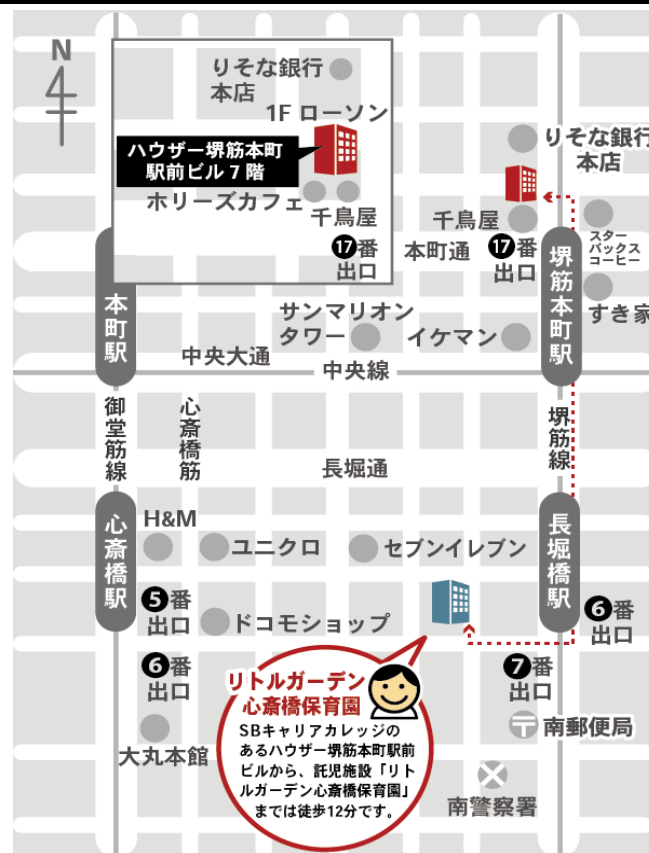 N
りそな銀行
本店
1F ローソン
ハウザー堺筋本町
駅前ビル 7 階
ホリーズカフェ
千鳥屋
⓱番
出口
りそな銀行
本店
千鳥屋
⓱番
出口
本町通
スター
バックス
コーヒー
堺筋本町駅
すき家
本町駅
サンマリオン
タワー
イケマン
中央大通
中央線
御堂筋線
心斎橋筋
堺筋線
長堀通
心斎橋駅
H&M
ユニクロ
セブンイレブン
長堀橋駅
❺番
出口
ドコモショップ
❻番
出口
❻番
出口
❼番
出口
大丸本館
南郵便局
南警察署
リトルガーデン
心斎橋保育園
SBキャリアカレッジの
あるハウザー堺筋本町駅前
ビルから、託児施設「リト
ルガーデン心斎橋保育園」
までは徒歩12分です。